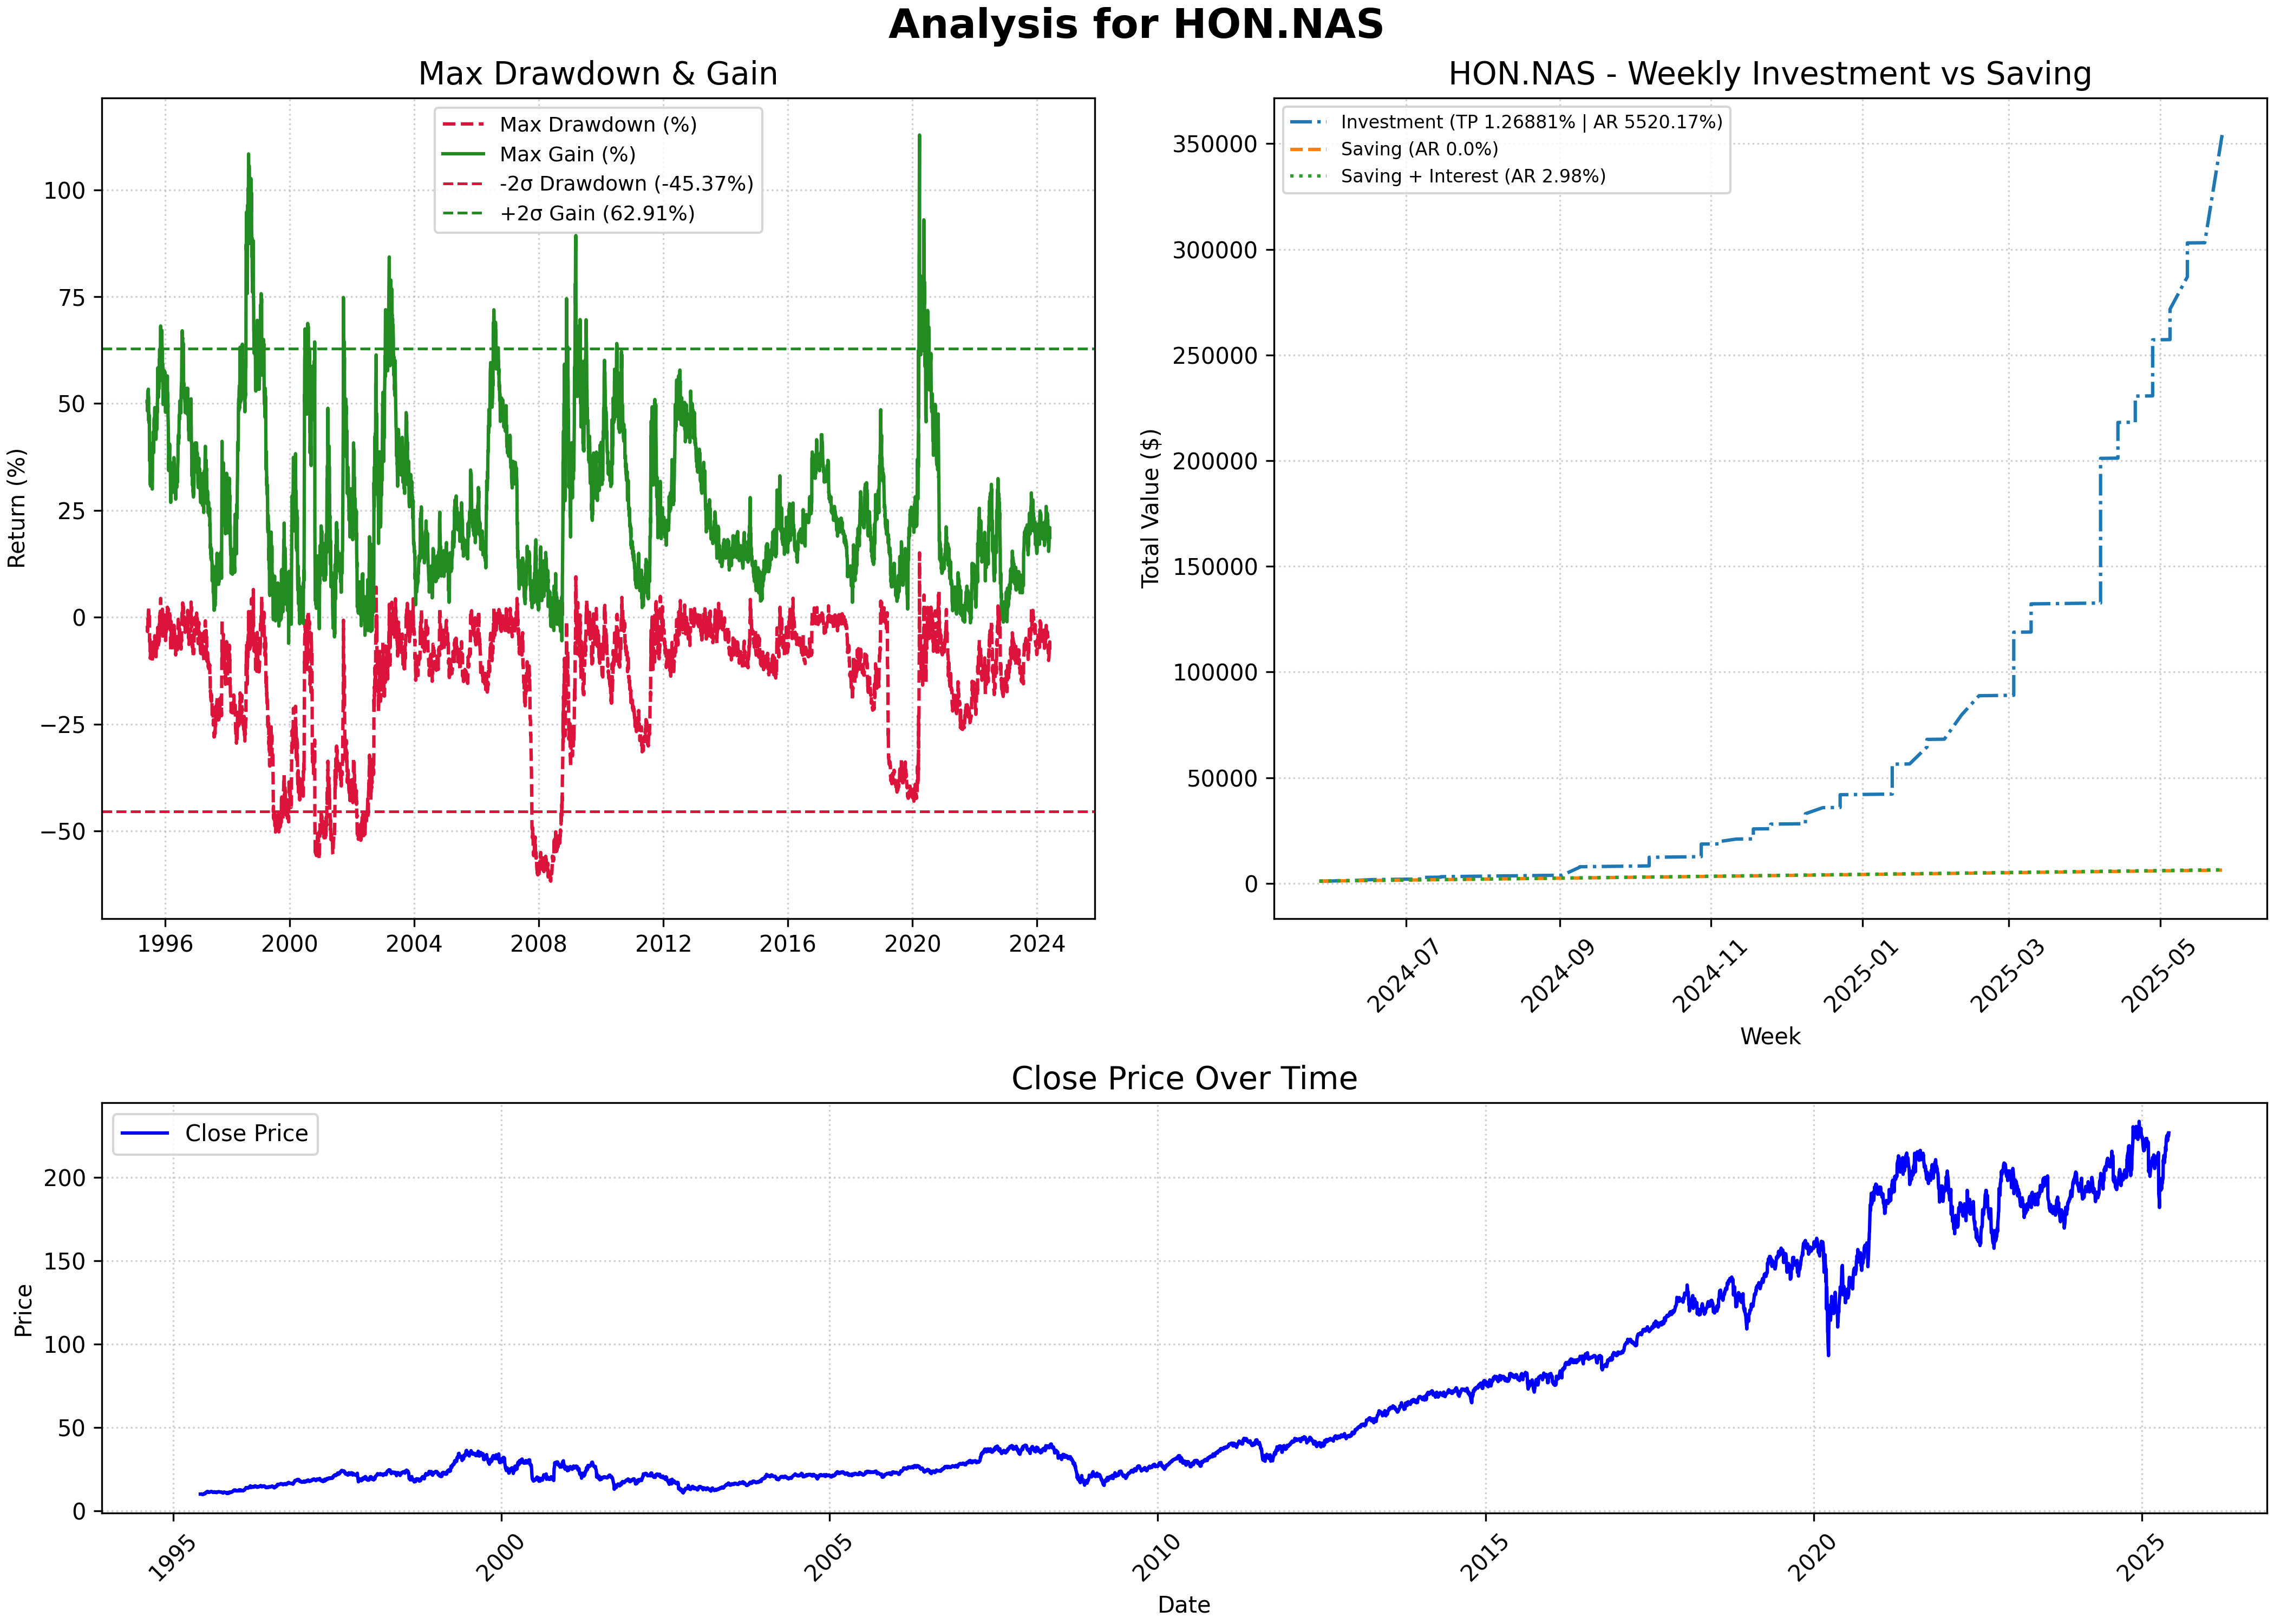 Analysis for HON.NAS
Max Drawdown & Gain
Max Drawdown (%)
Max Gain (%)
-2σ Drawdown (-45.37%)
+2σ Gain (62.91%)
Return (%)
100
75
50
25
0
−25
−50
1996
2000
2004
2008
2012
2016
2020
2024
HON.NAS - Weekly Investment vs Saving
Investment (TP 1.26881% | AR 5520.17%)
Saving (AR 0.0%)
Saving + Interest (AR 2.98%)
Total Value ($)
350000
300000
250000
200000
150000
100000
50000
0
2024-07
2024-09
2024-11
2025-01
2025-03
2025-05
Week
Close Price Over Time
Close Price
Price
200
150
100
50
0
1995
2000
2005
2010
2015
2020
2025
Date